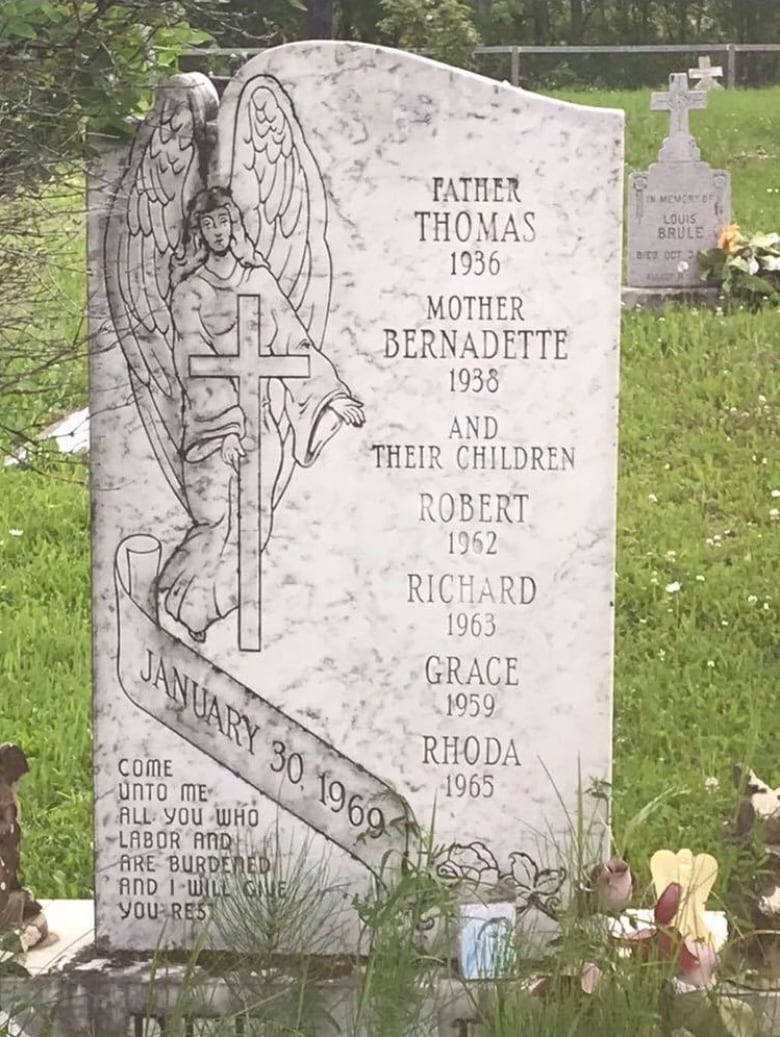 FATHER
THOMAS
1936
MOTHER
BERNADETTE
1938
AND
THEIR CHILDREN
ROBERT
1962
RICHARD
1963
GRACE
1959
RHODA
1965
JANUARY 30, 1969
COME
UNTO ME
ALL YOU WHO
LABOR AND
ARE BURDENED
AND I WILL GIVE
YOU REST
IN MEMORY OF
LOUIS
BRULE
DIED OCT